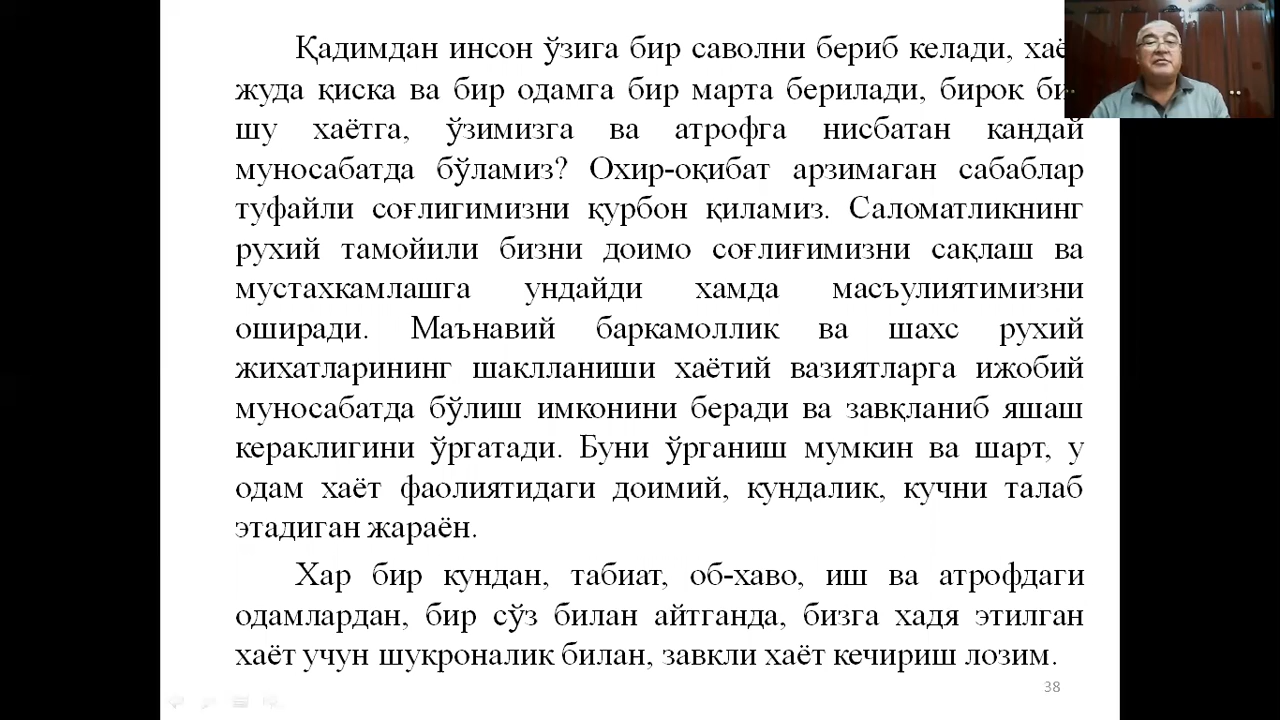 Қадимдан инсон ўзига бир саволни бериб келади,
жуда қиска ва бир одамга бир марта берилади, бирок
шу хаётга, ўзимизга ва атрофга нисбатан кандай
муносабатда бўламиз? Охир-оқибат арзимаган сабаблар
туфайли соғлигимизни қурбон қиламиз. Саломатликнинг
рухий тамойили бизни доимо соғлиғимизни сақлаш ва
мустахкамлашга ундайди хамда масъулиятимизни
оширади. Маънавий баркамоллик ва шахс рухий
жихатларининг шаклланиши хаётий вазиятларга ижобий
муносабатда бўлиш имконини беради ва завқланиб яшаш
кераклигини ўргатади. Буни ўрганиш мумкин ва шарт, у
одам хаёт фаолиятидаги доимий, кундалик, кучни талаб
этадиган жараён.
Хар бир кундан, табиат, об-хаво, иш ва атрофдаги
одамлардан, бир сўз билан айтганда, бизга хадя этилган
хаёт учун шукроналик билан, завкли хаёт кечириш лозим.
38